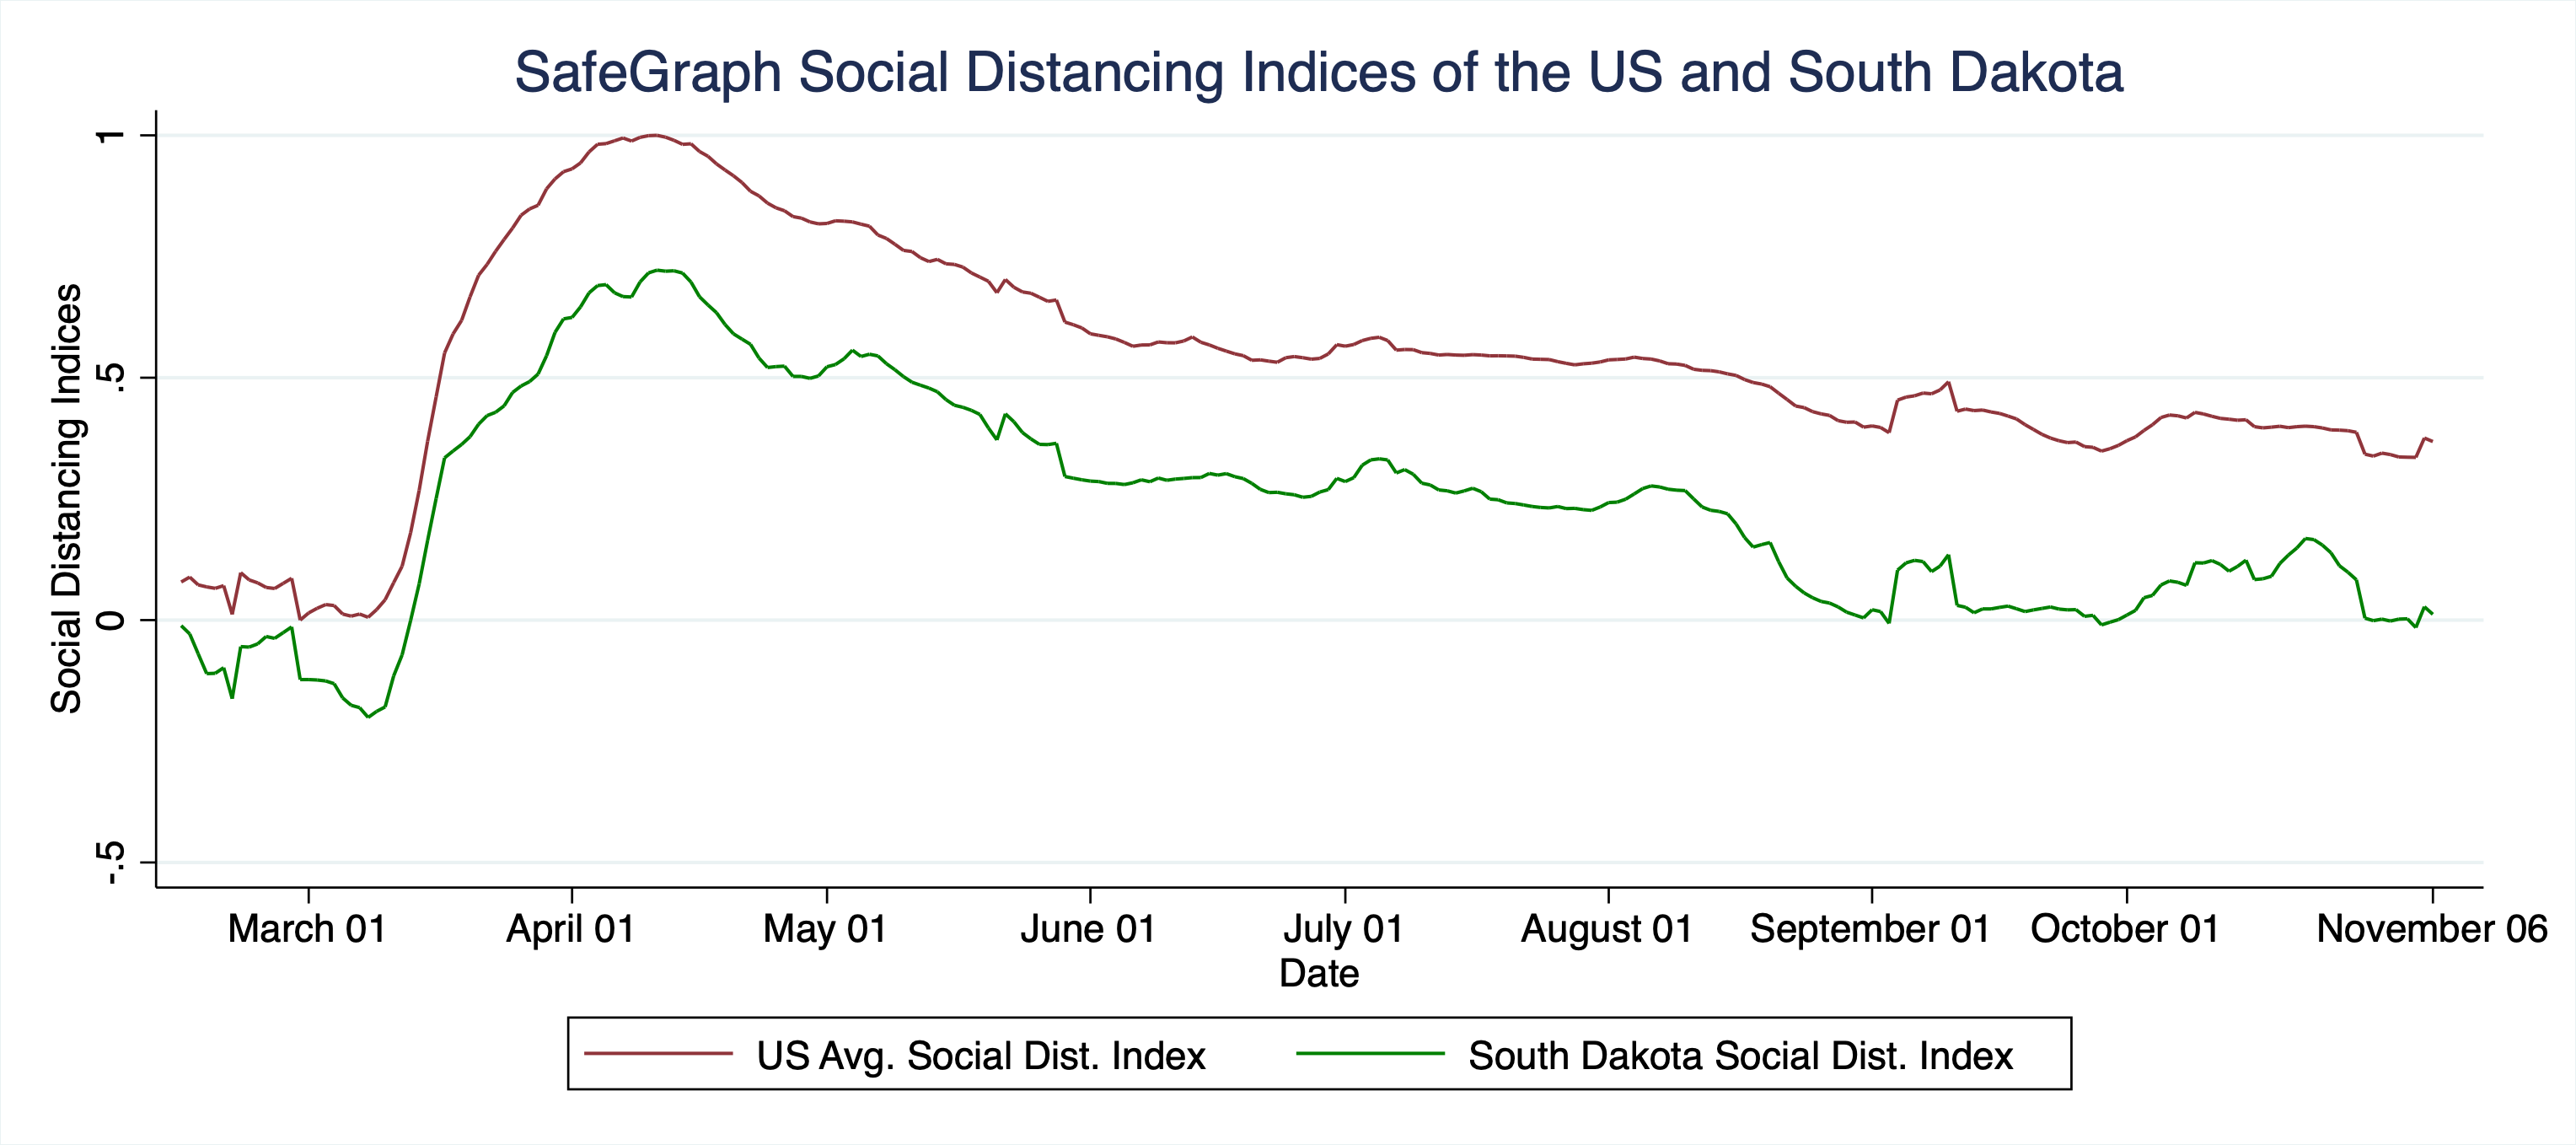 SafeGraph Social Distancing Indices of the US and South Dakota
Social Distancing Indices
1
.5
0
-.5
March 01 April 01 May 01 June 01 July 01 August 01 September 01 October 01 November 06
Date
US Avg. Social Dist. Index South Dakota Social Dist. Index